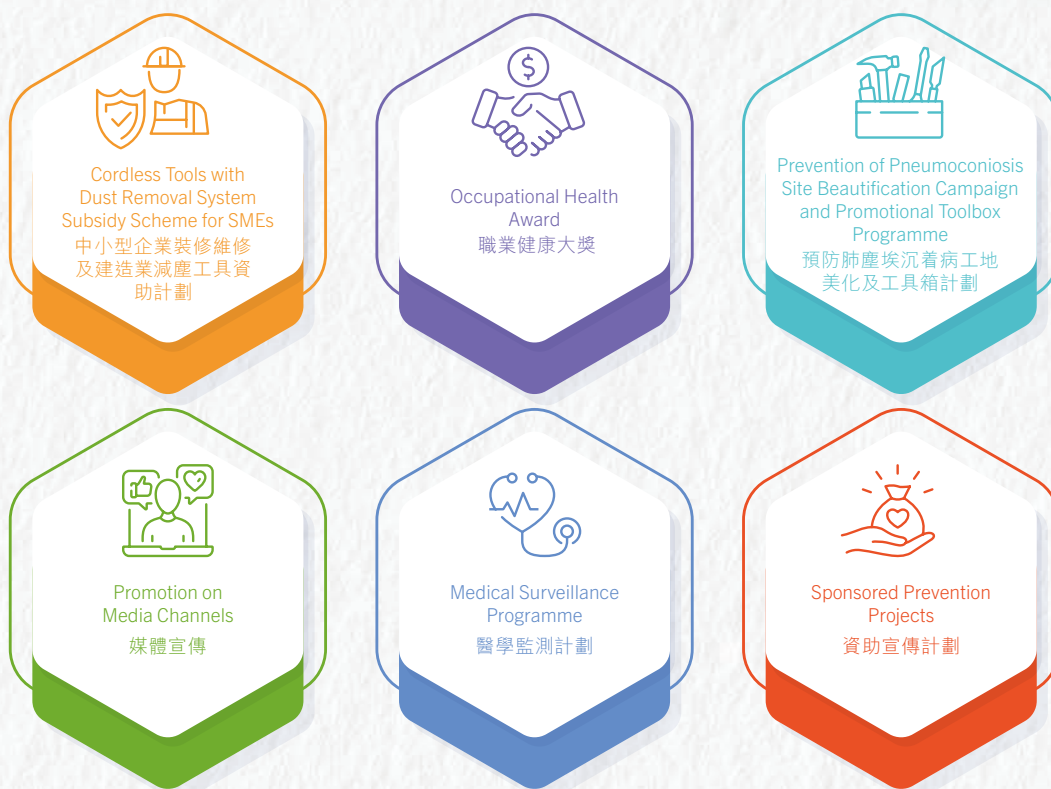 Cordless Tools with
Dust Removal System
Subsidy Scheme for SMEs
中小型企業裝修維修
及建造業減塵工具資
助計劃
Occupational Health
Award
職業健康大獎
Prevention of Pneumoconiosis
Site Beautification Campaign
and Promotional Toolbox
Programme
預防肺塵埃沉着病工地
美化及工具箱計劃
Promotion on
Media Channels
媒體宣傳
Medical Surveillance
Programme
醫學監測計劃
Sponsored Prevention
Projects
資助宣傳計劃